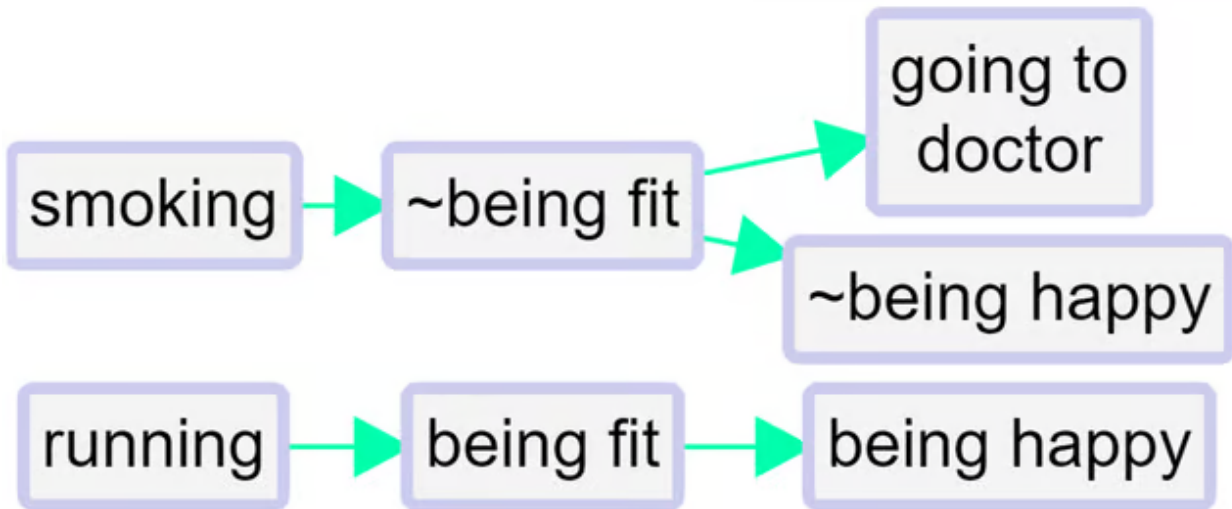 going to
doctor
smoking
~being fit
~being happy
running
being fit
being happy